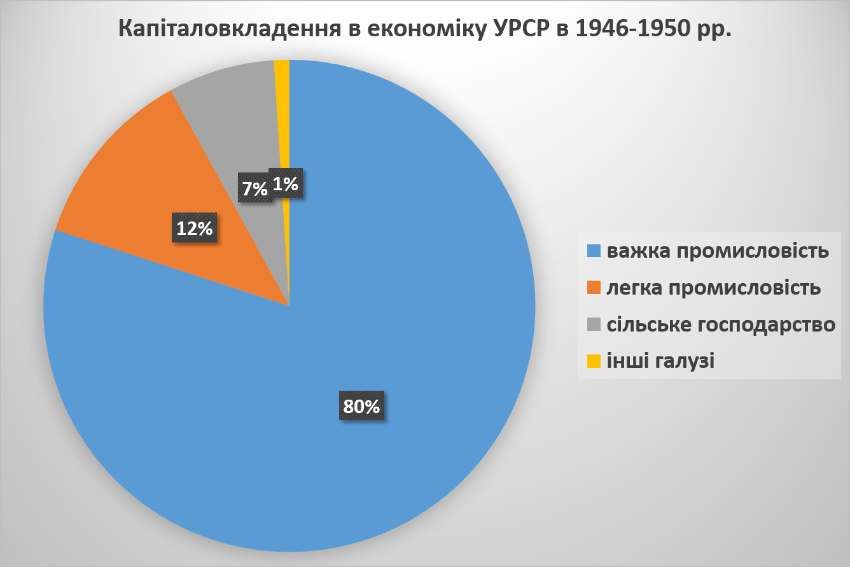 Капіталовкладення в економіку УРСР в 1946-1950 рр.
7%
1%
12%
80%
важка промисловість
легка промисловість
сільське господарство
інші галузі